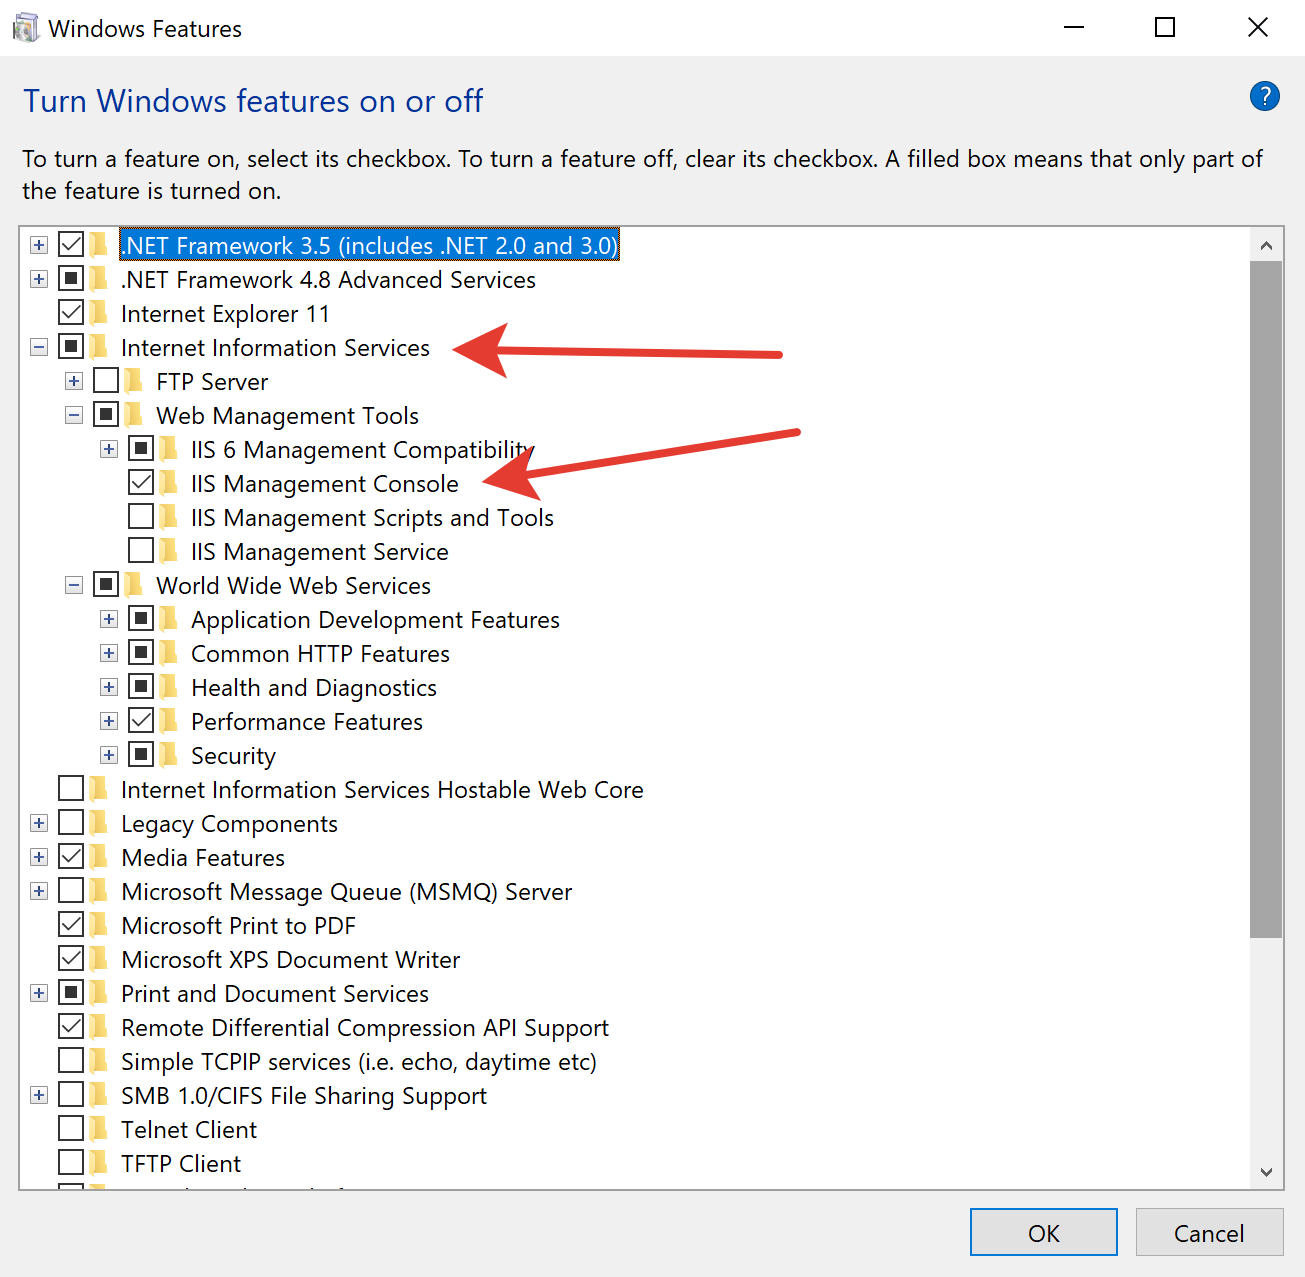 Windows Features
Turn Windows features on or off
?
To turn a feature on, select its checkbox. To turn a feature off, clear its checkbox. A filled box means that only part of
the feature is turned on.
.NET Framework 3.5 (includes .NET 2.0 and 3.0)
.NET Framework 4.8 Advanced Services
Internet Explorer 11
Internet Information Services
FTP Server
Web Management Tools
IIS 6 Management Compatibility
IIS Management Console
IIS Management Scripts and Tools
IIS Management Service
World Wide Web Services
Application Development Features
Common HTTP Features
Health and Diagnostics
Performance Features
Security
Internet Information Services Hostable Web Core
Legacy Components
Media Features
Microsoft Message Queue (MSMQ) Server
Microsoft Print to PDF
Microsoft XPS Document Writer
Print and Document Services
Remote Differential Compression API Support
Simple TCPIP services (i.e. echo, daytime etc)
SMB 1.0/CIFS File Sharing Support
Telnet Client
TFTP Client
OK
Cancel